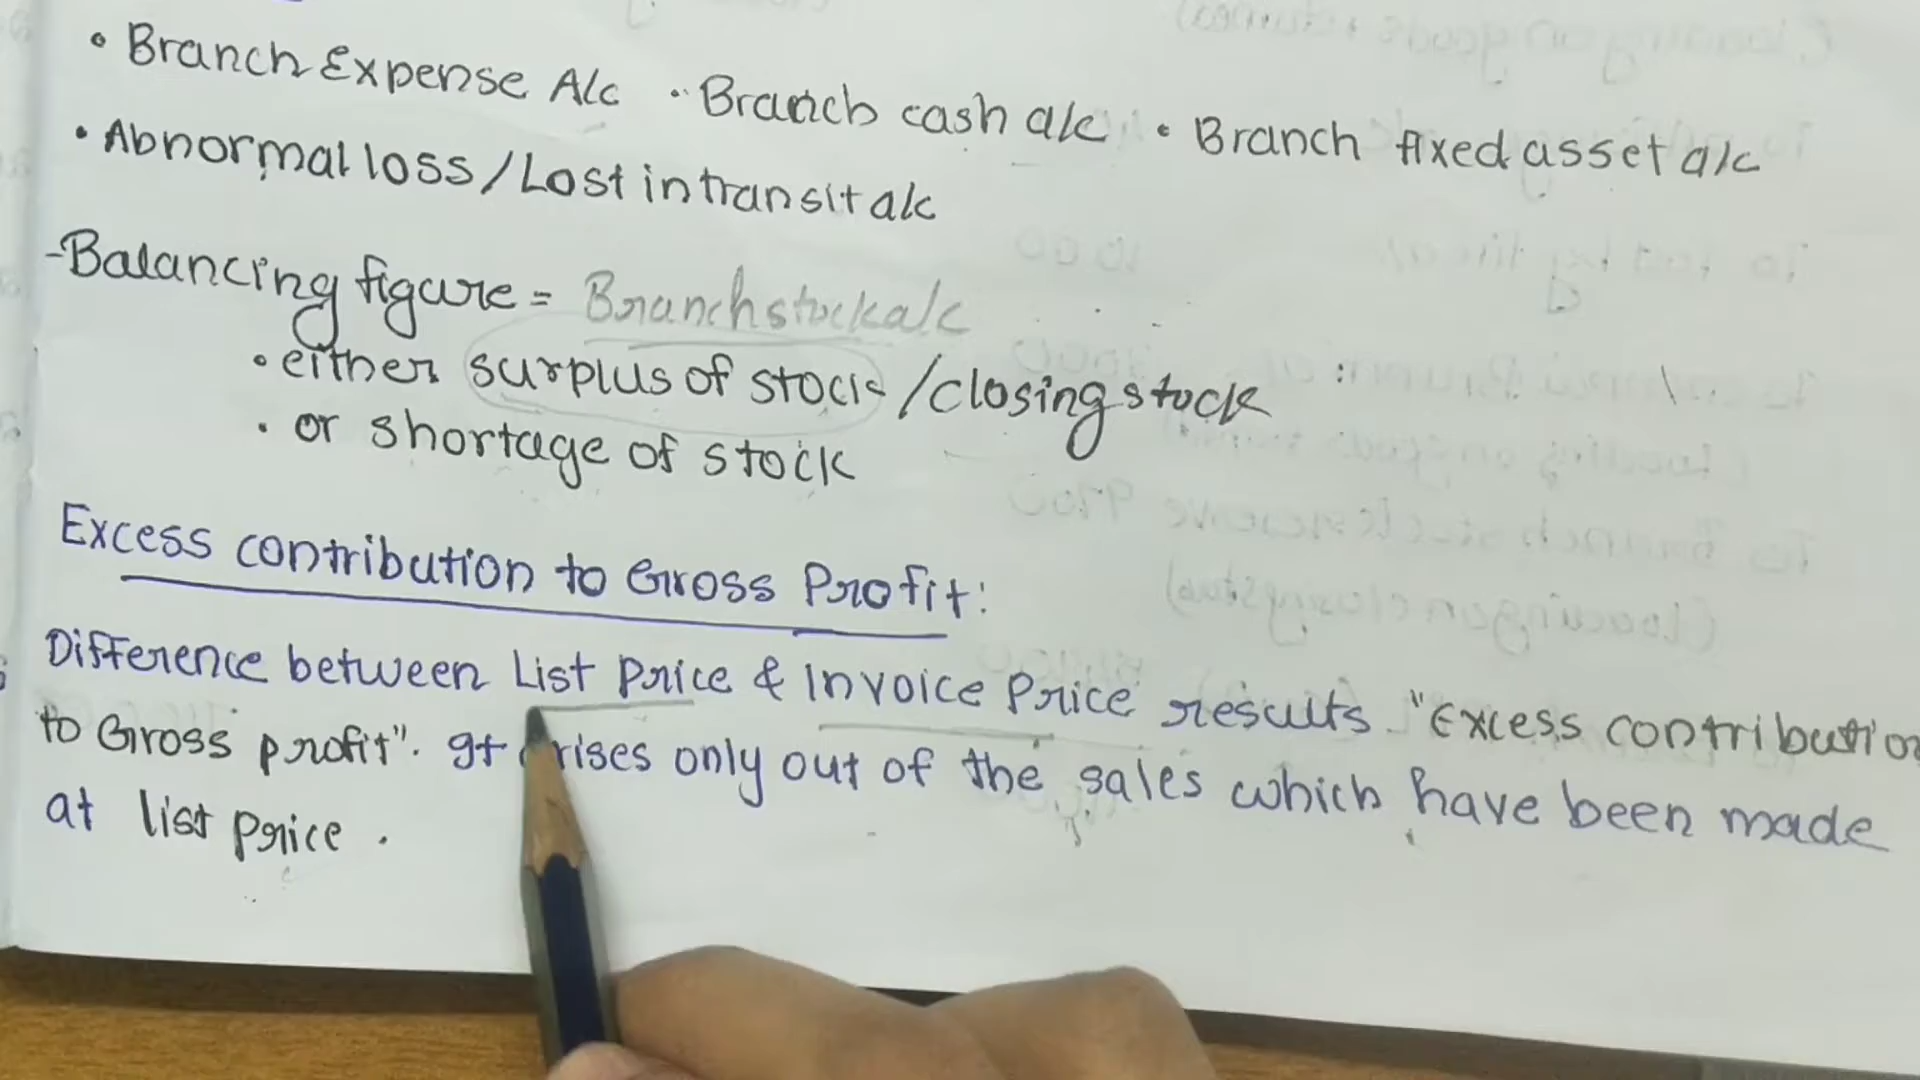 • Branch Expense A/c • Branch cash a/c • Branch fixed asset a/c
• Abnormal loss / Lost in transit a/c
- Balancing figure = Branch stock a/c
• either surplus of stock / closing stock
• or shortage of stock
Excess contribution to Gross Profit:
Difference between List price & Invoice Price results "Excess contribution
to Gross profit". It arises only out of the sales which have been made
at list price.